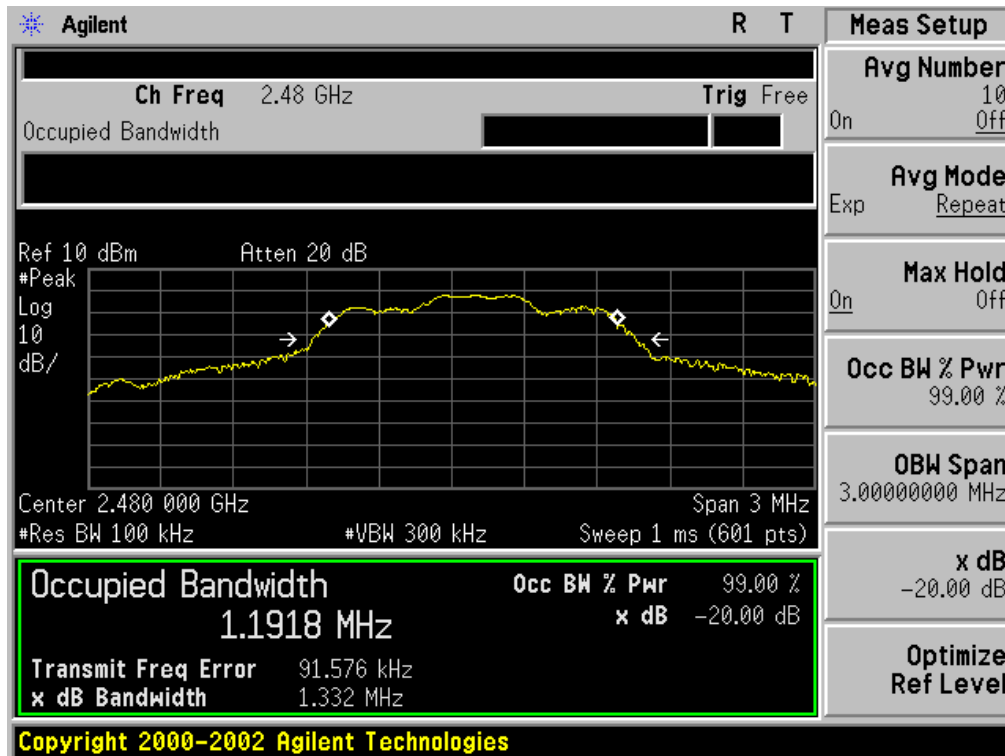 Agilent R T
Meas Setup
Ch Freq 2.48 GHz Trig Free
Occupied Bandwidth
Avg Number
10
On Off
Avg Mode
Exp Repeat
Max Hold
On Off
Occ BW % Pwr
99.00 %
OBW Span
3.00000000 MHz
x dB
-20.00 dB
Optimize
Ref Level
Ref 10 dBm Atten 20 dB
#Peak
Log
10
dB/
Center 2.480 000 GHz Span 3 MHz
#Res BW 100 kHz #VBW 300 kHz Sweep 1 ms (601 pts)
Occupied Bandwidth
1.1918 MHz
Occ BW % Pwr 99.00 %
x dB -20.00 dB
Transmit Freq Error 91.576 kHz
x dB Bandwidth 1.332 MHz
Copyright 2000-2002 Agilent Technologies